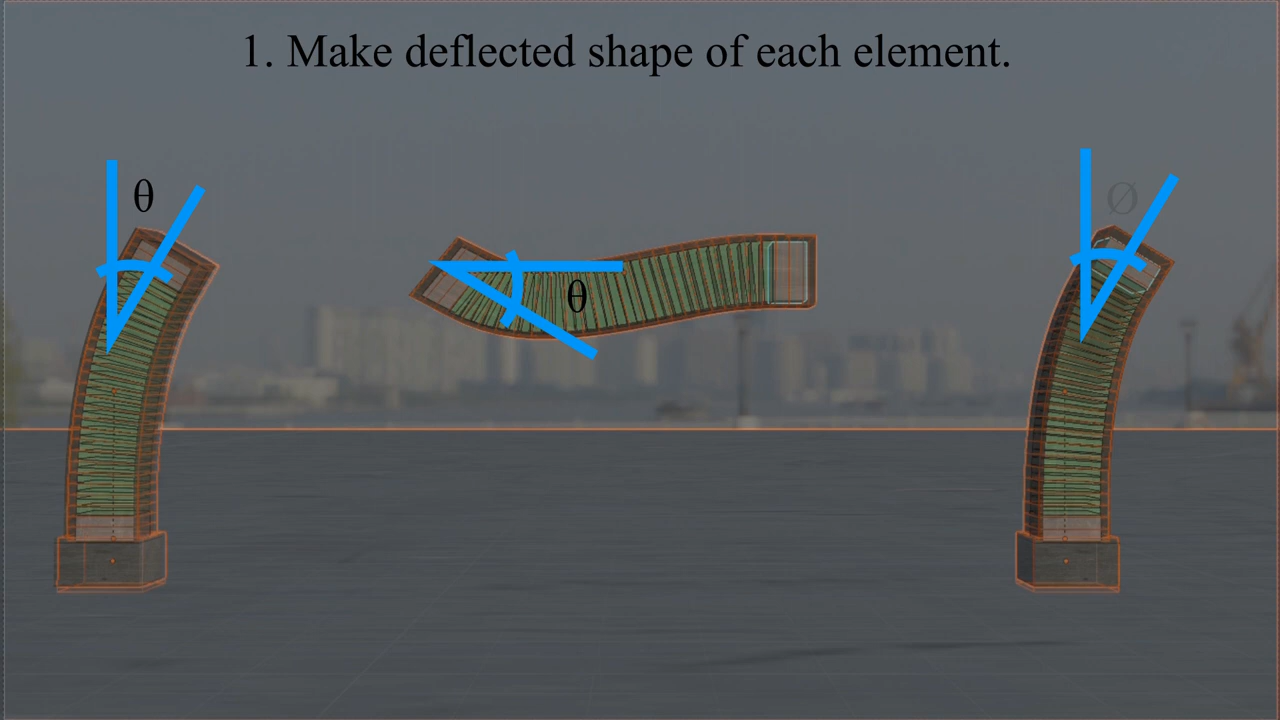 1. Make deflected shape of each element.
θ
θ
Ø